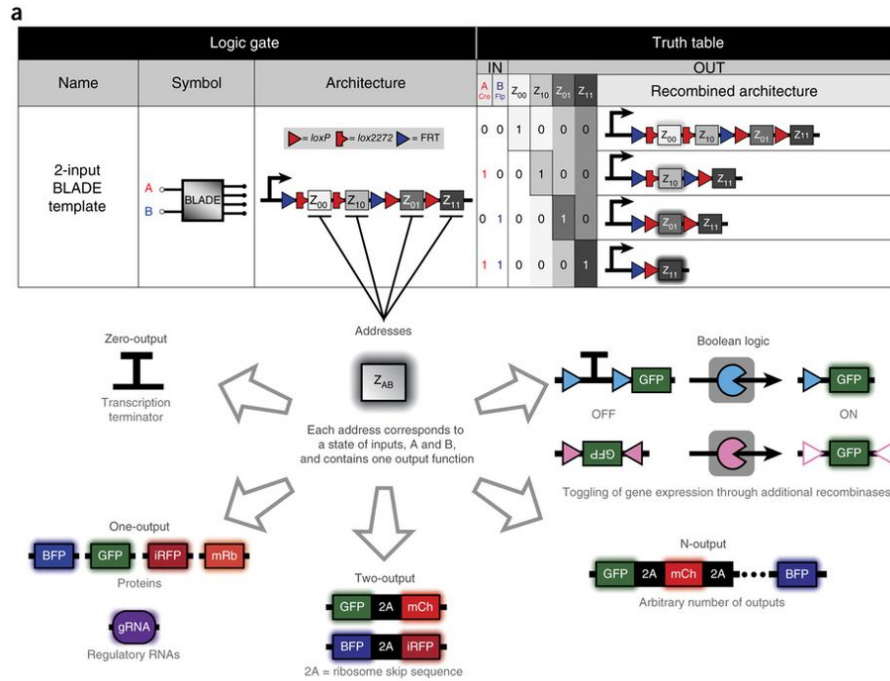 a
Logic gate
Truth table
Name
Symbol
Architecture
IN
OUT
A
Cre
B
Flp
Z00
Z10
Z01
Z11
Recombined architecture
2-input
BLADE
template
A
B
BLADE
= loxP
= lox2272
= FRT
Z00
Z10
Z01
Z11
0 0 1 0 0 0
Z00
Z10
Z01
Z11
1 0 0 1 0 0
Z10
Z11
0 1 0 0 1 0
Z01
Z11
1 1 0 0 0 1
Z11
Addresses
ZAB
Each address corresponds to
a state of inputs, A and B,
and contains one output function
Zero-output
Transcription
terminator
Boolean logic
GFP
GFP
OFF
ON
GFP
GFP
Toggling of gene expression through additional recombinases
One-output
BFP
GFP
iRFP
mRb
Proteins
gRNA
Regulatory RNAs
Two-output
GFP 2A mCh
BFP 2A iRFP
2A = ribosome skip sequence
N-output
GFP 2A mCh 2A BFP
Arbitrary number of outputs